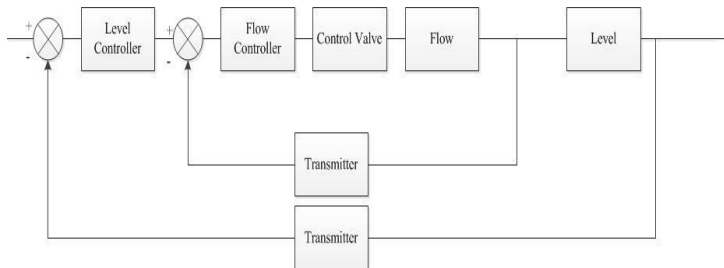 +
-
Level
Controller
+
-
Flow
Controller
Control Valve
Flow
Level
Transmitter
Transmitter